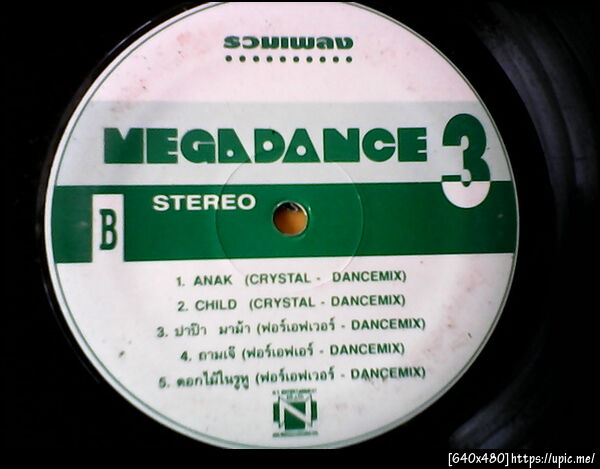 รวมเพลง
MEGADANCE 3
B STEREO
1. ANAK (CRYSTAL - DANCEMIX)
2. CHILD (CRYSTAL - DANCEMIX)
3. ปาป๊า มาม้า (ฟอร์เอฟเวอร์ - DANCEMIX)
4. ถามเจ๊ (ฟอร์เอฟเอร์ - DANCEMIX)
5. ดอกไม้ในรูหู (ฟอร์เอฟเวอร์ - DANCEMIX)
N
[640x480]https://upic.me/